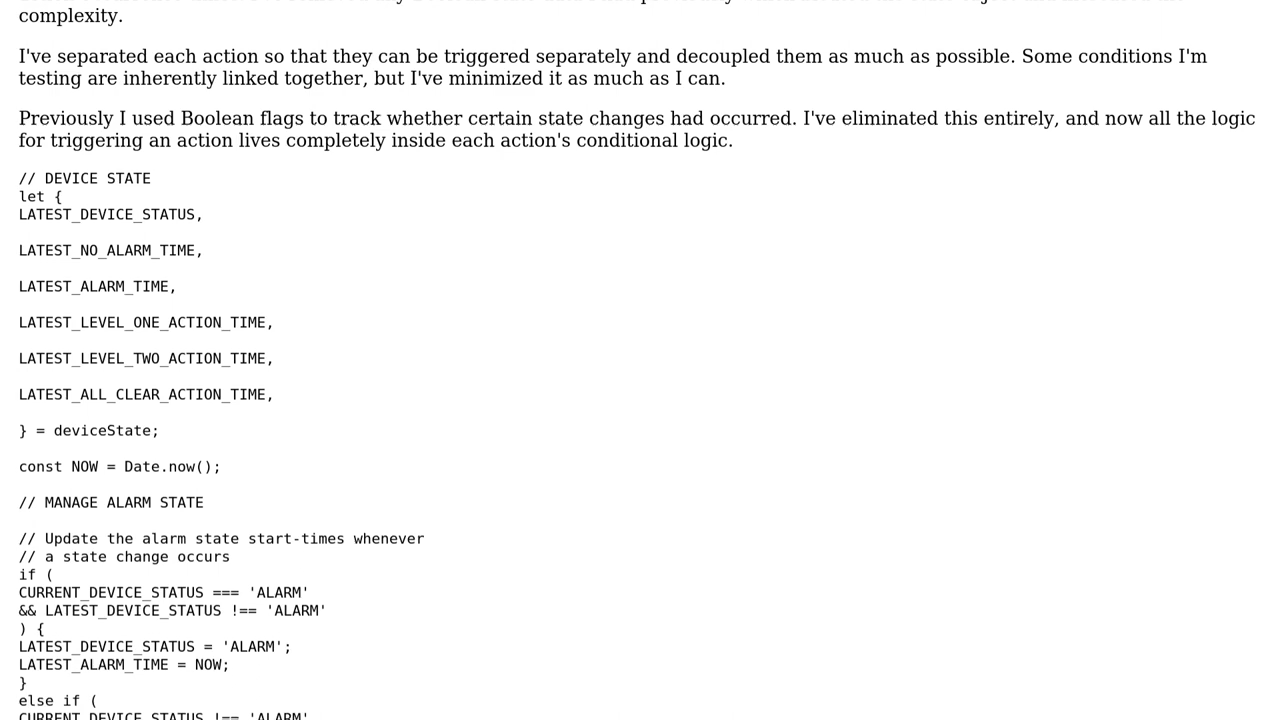 complexity.
I've separated each action so that they can be triggered separately and decoupled them as much as possible. Some conditions I'm
testing are inherently linked together, but I've minimized it as much as I can.
Previously I used Boolean flags to track whether certain state changes had occurred. I've eliminated this entirely, and now all the logic
for triggering an action lives completely inside each action's conditional logic.
// DEVICE STATE
let {
LATEST_DEVICE_STATUS,
LATEST_NO_ALARM_TIME,
LATEST_ALARM_TIME,
LATEST_LEVEL_ONE_ACTION_TIME,
LATEST_LEVEL_TWO_ACTION_TIME,
LATEST_ALL_CLEAR_ACTION_TIME,
} = deviceState;
const NOW = Date.now();
// MANAGE ALARM STATE
// Update the alarm state start-times whenever
// a state change occurs
if (
CURRENT_DEVICE_STATUS === 'ALARM'
&& LATEST_DEVICE_STATUS !== 'ALARM'
) {
LATEST_DEVICE_STATUS = 'ALARM';
LATEST_ALARM_TIME = NOW;
}
else if (
CURRENT_DEVICE_STATUS !== 'ALARM'